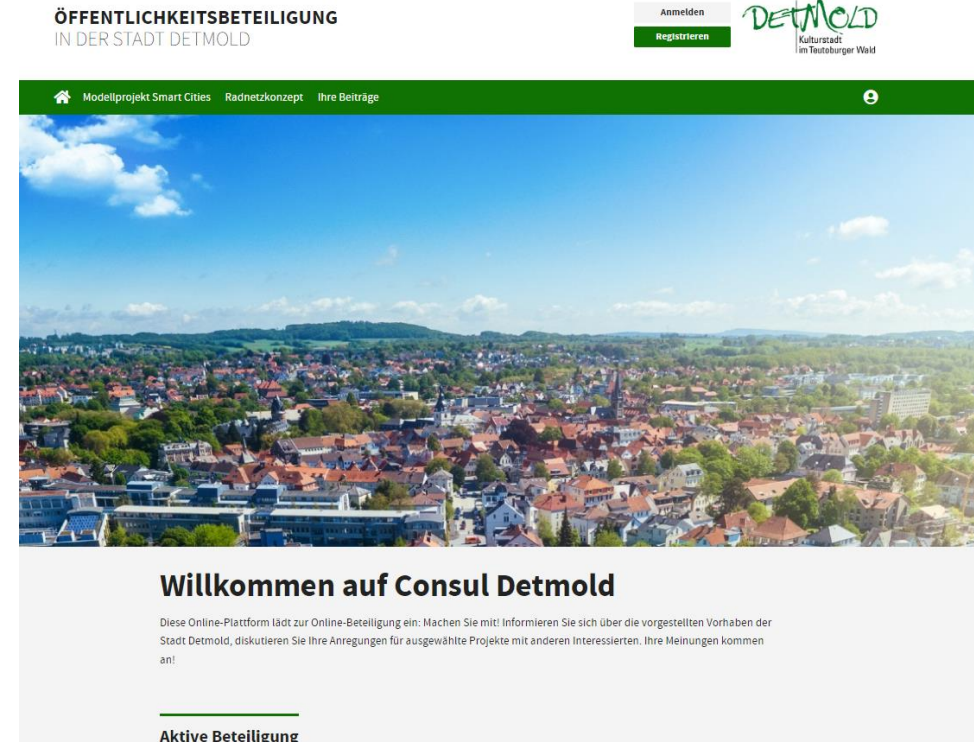 ÖFFENTLICHKEITSBETEILIGUNG
IN DER STADT DETMOLD
Anmelden
Registrieren
DETMOLD
Kulturstadt
im Teutoburger Wald
Modellprojekt Smart Cities Radnetzkonzept Ihre Beiträge
Willkommen auf Consul Detmold
Diese Online-Plattform lädt zur Online-Beteiligung ein: Machen Sie mit! Informieren Sie sich über die vorgestellten Vorhaben der
Stadt Detmold, diskutieren Sie Ihre Anregungen für ausgewählte Projekte mit anderen Interessierten. Ihre Meinungen kommen
an!
Aktive Beteiligung